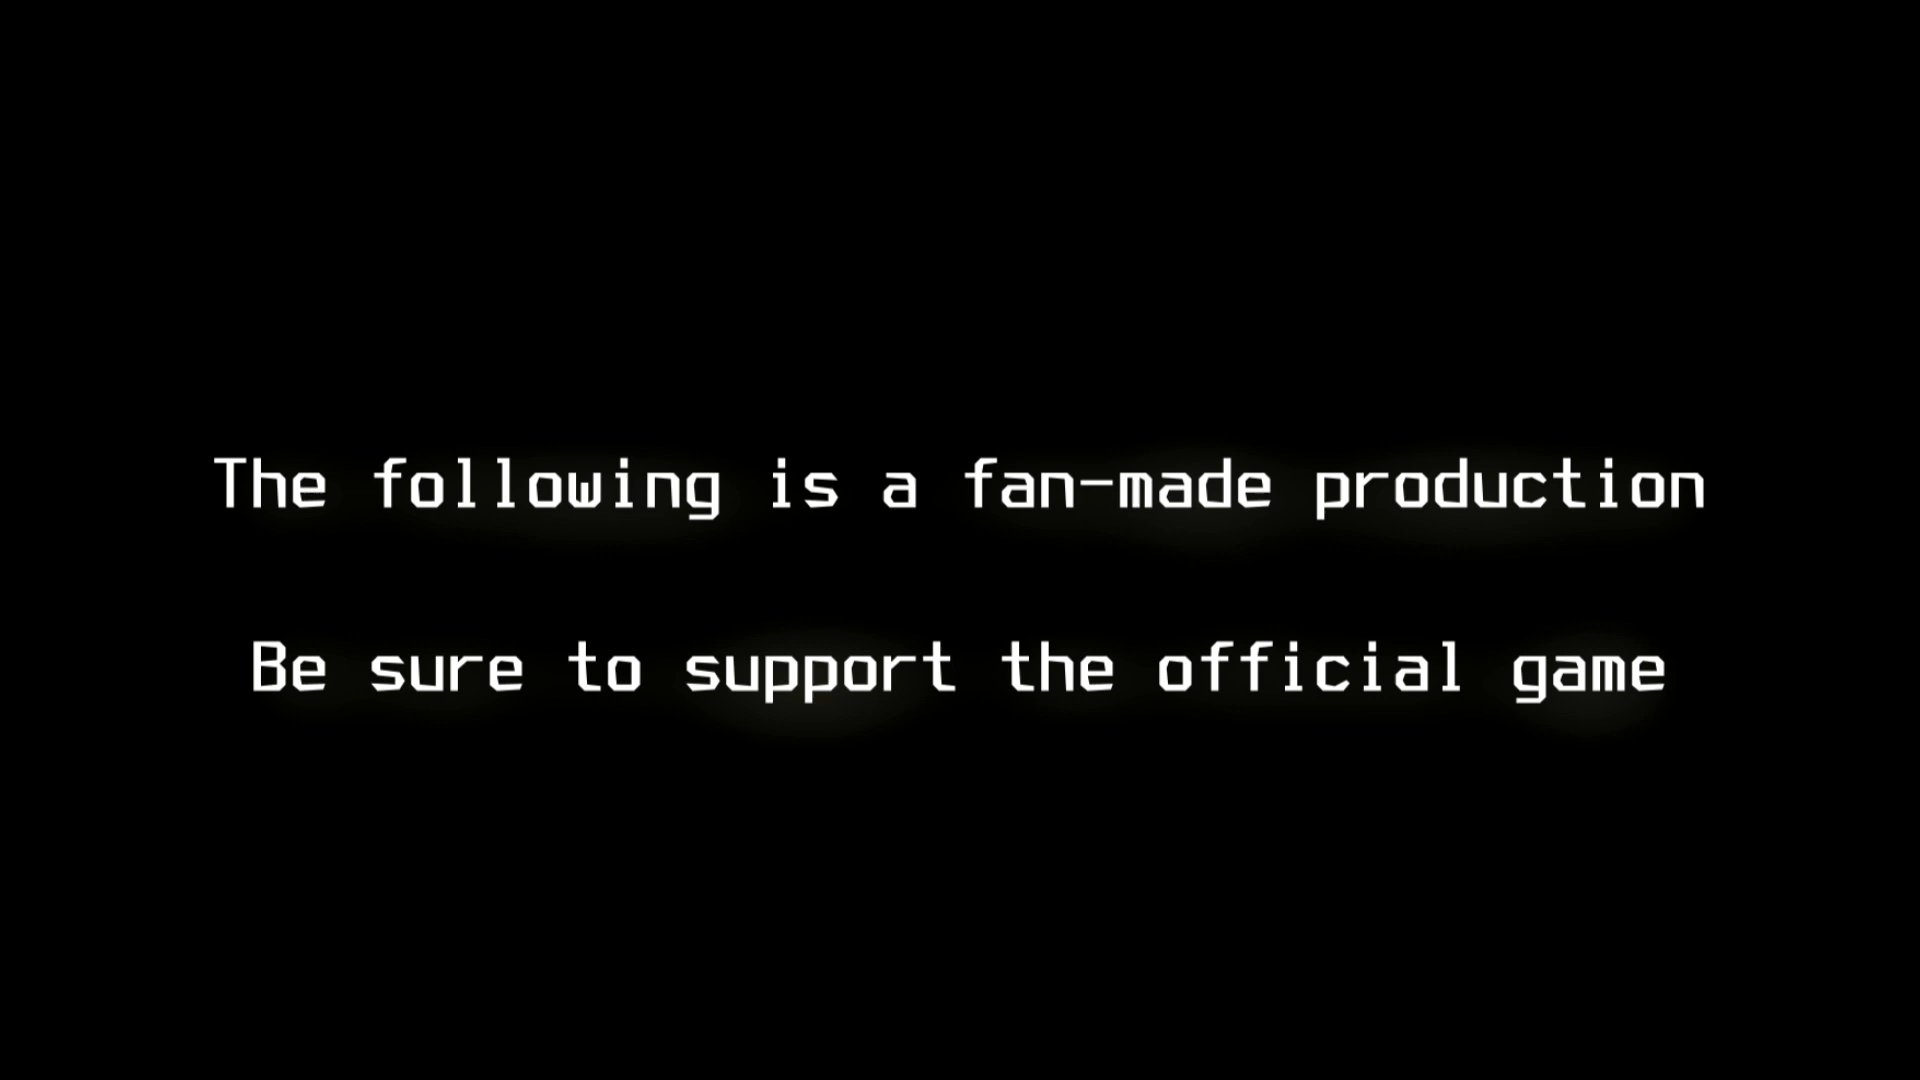 The following is a fan-made production
Be sure to support the official game